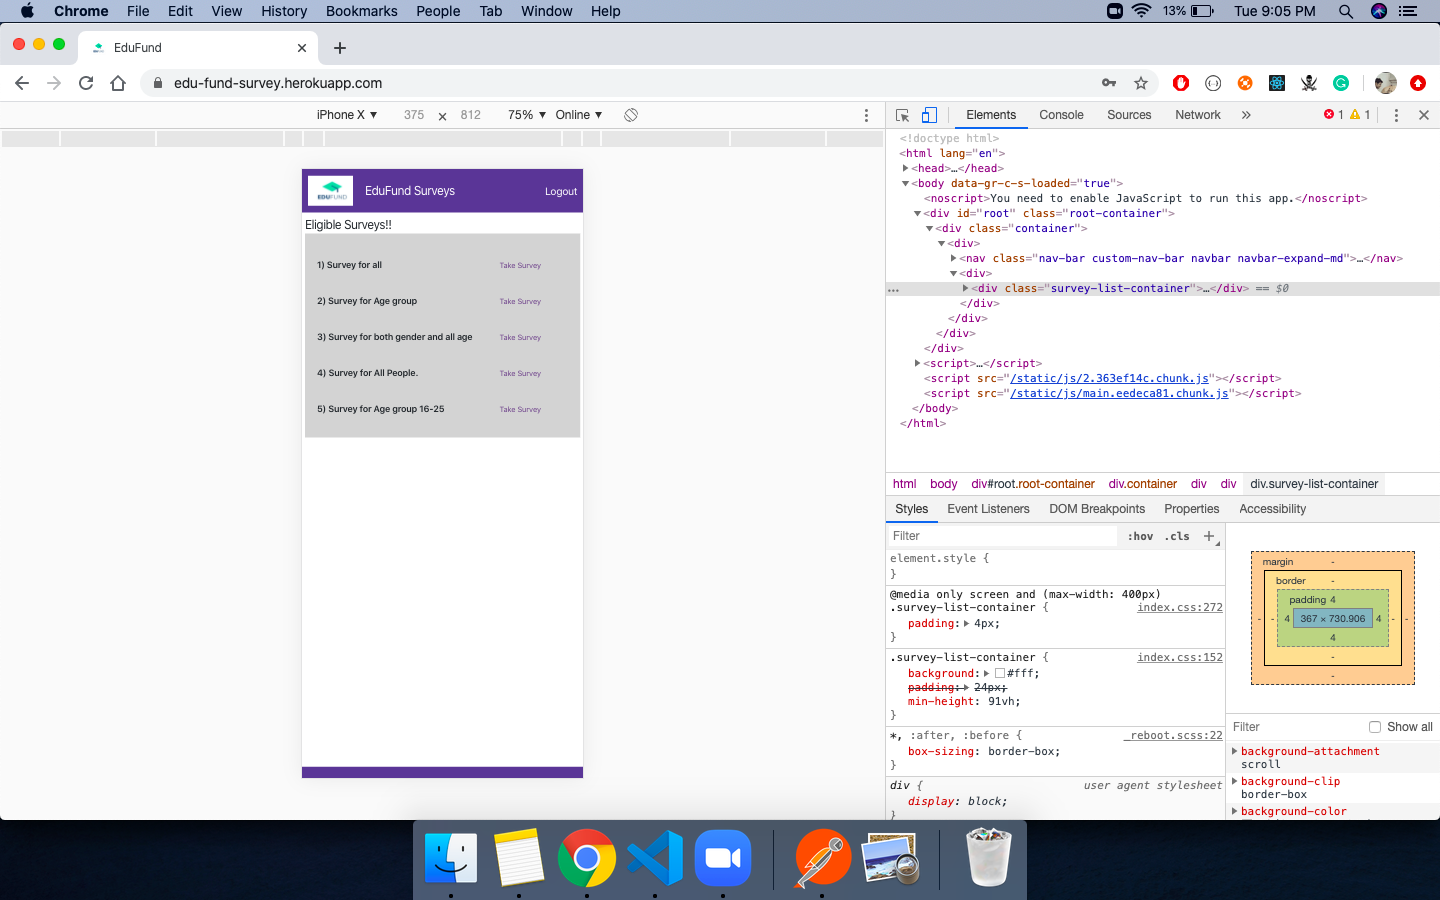 Chrome File Edit View History Bookmarks People Tab Window Help 13% Tue 9:05 PM
EduFund
edu-fund-survey.herokuapp.com
iPhone X ▼ 375 × 812 75% ▼ Online ▼
EDUFUND EduFund Surveys Logout
Eligible Surveys!!
1) Survey for all Take Survey
2) Survey for Age group Take Survey
3) Survey for both gender and all age Take Survey
4) Survey for All People. Take Survey
5) Survey for Age group 16-25 Take Survey
Elements Console Sources Network » 1 1
<!doctype html>
<html lang="en">
<head>…</head>
<body data-gr-c-s-loaded="true">
<noscript>You need to enable JavaScript to run this app.</noscript>
<div id="root" class="root-container">
<div class="container">
<div>
<nav class="nav-bar custom-nav-bar navbar navbar-expand-md">…</nav>
<div>
… <div class="survey-list-container">…</div> == $0
</div>
</div>
</div>
</div>
<script>…</script>
<script src="/static/js/2.363ef14c.chunk.js"></script>
<script src="/static/js/main.eedeca81.chunk.js"></script>
</body>
</html>
html body div#root.root-container div.container div div div.survey-list-container
Styles Event Listeners DOM Breakpoints Properties Accessibility
Filter :hov .cls +
element.style {
}
@media only screen and (max-width: 400px)
.survey-list-container { index.css:272
padding: 4px;
}
.survey-list-container { index.css:152
background: #fff;
padding: 24px;
min-height: 91vh;
}
*, :after, :before { _reboot.scss:22
box-sizing: border-box;
}
div { user agent stylesheet
display: block;
}
margin -
border -
padding 4
- - 4 367 × 730.906 4 - -
4
-
-
Filter Show all
background-attachment
scroll
background-clip
border-box
background-color